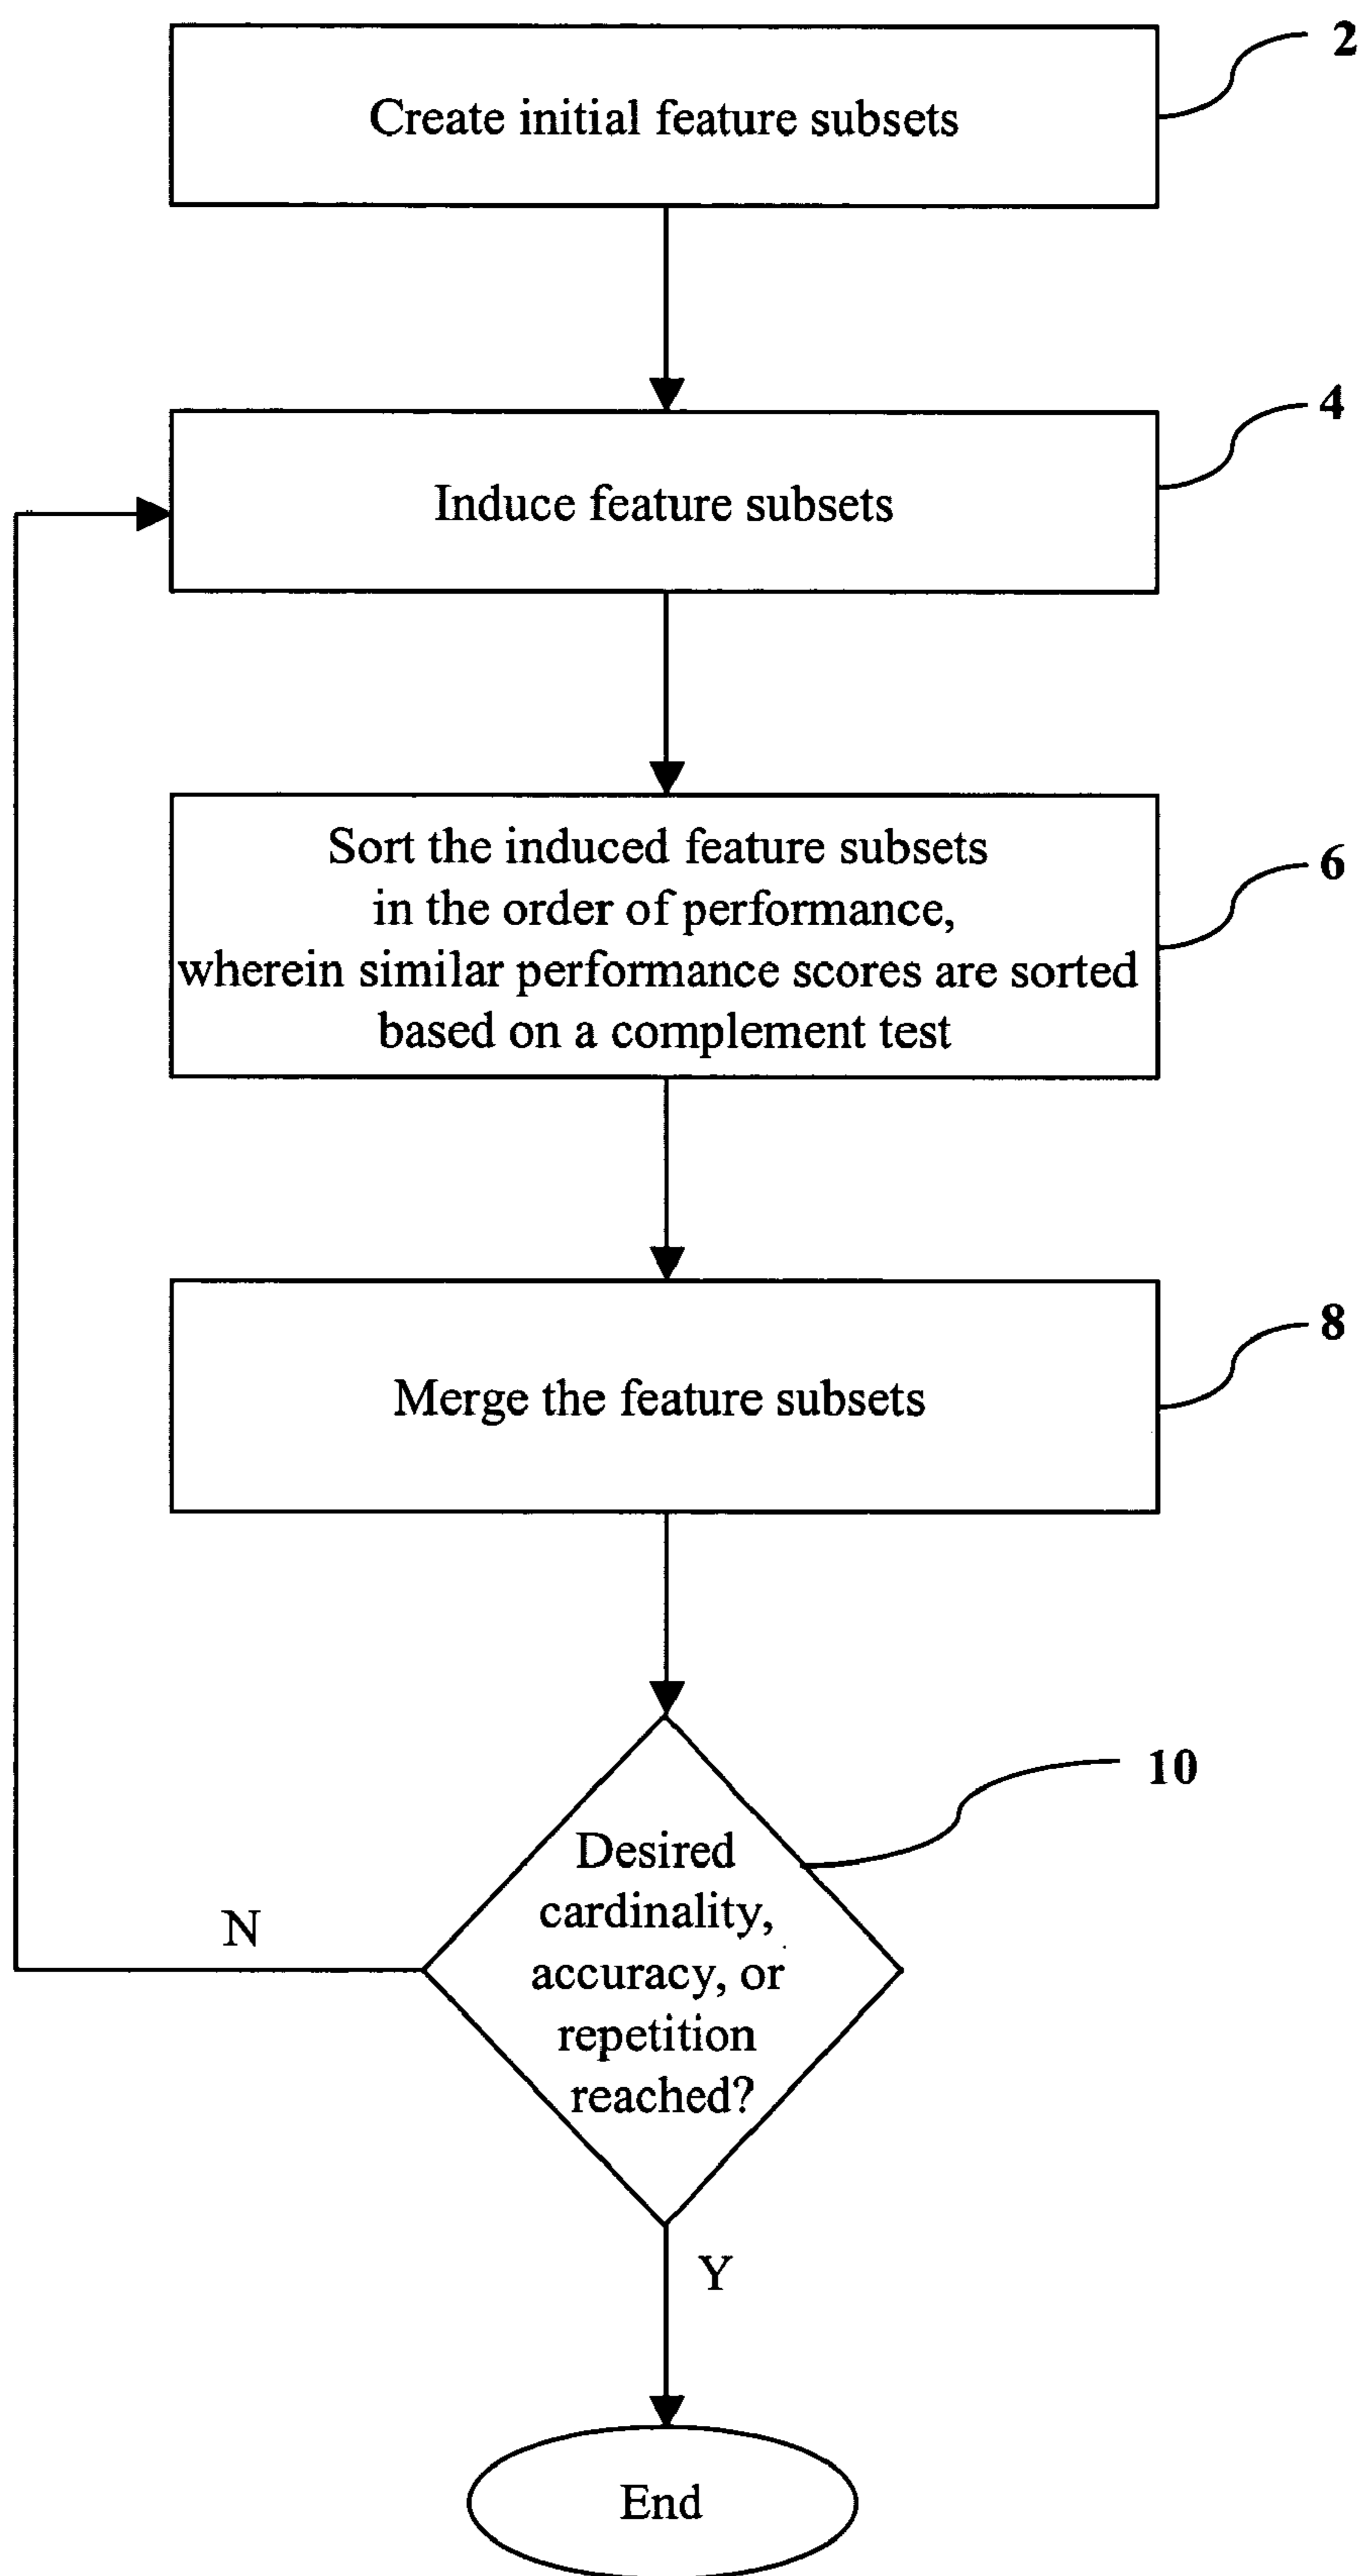 2
Create initial feature subsets
4
Induce feature subsets
6
Sort the induced feature subsets
in the order of performance,
wherein similar performance scores are sorted
based on a complement test
8
Merge the feature subsets
10
Desired
cardinality,
accuracy, or
repetition
reached?
N
Y
End